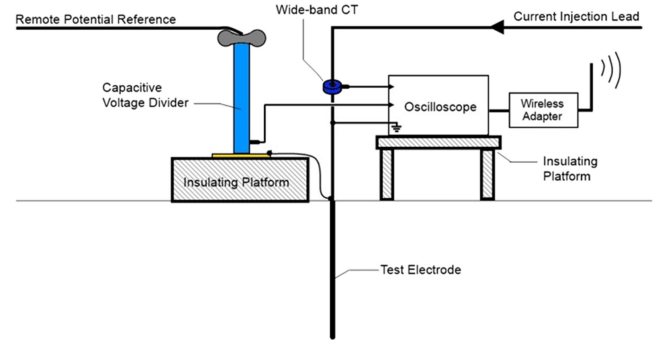 Remote Potential Reference
Wide-band CT
Current Injection Lead
Capacitive
Voltage Divider
Oscilloscope
Wireless
Adapter
Insulating Platform
Insulating
Platform
Test Electrode